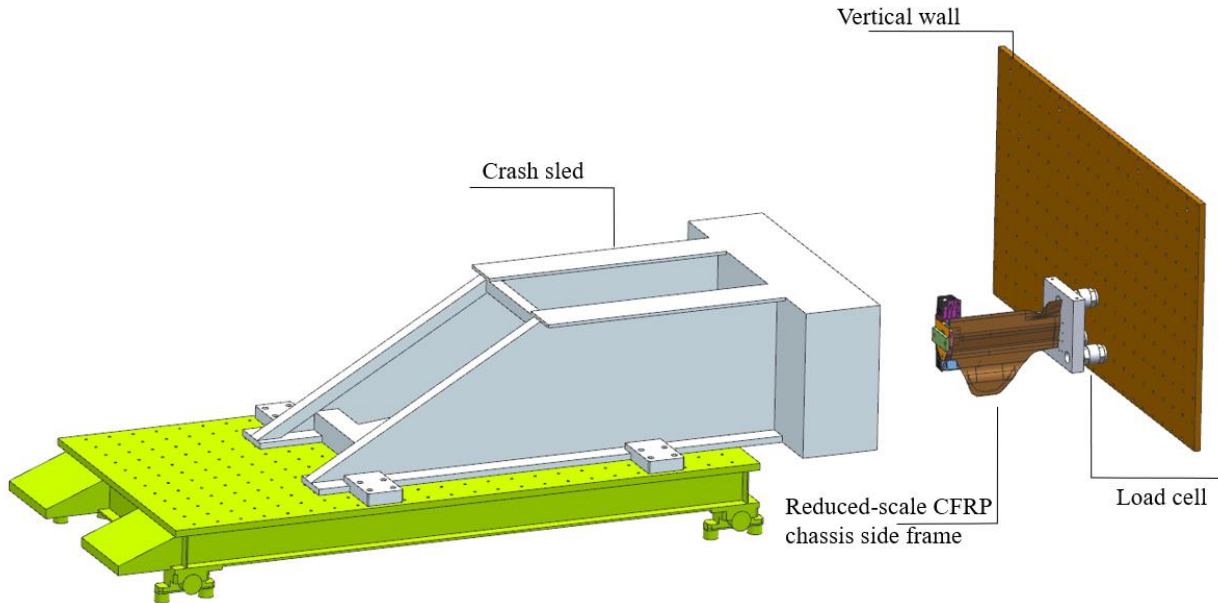 Vertical wall
Crash sled
Reduced-scale CFRP
chassis side frame
Load cell